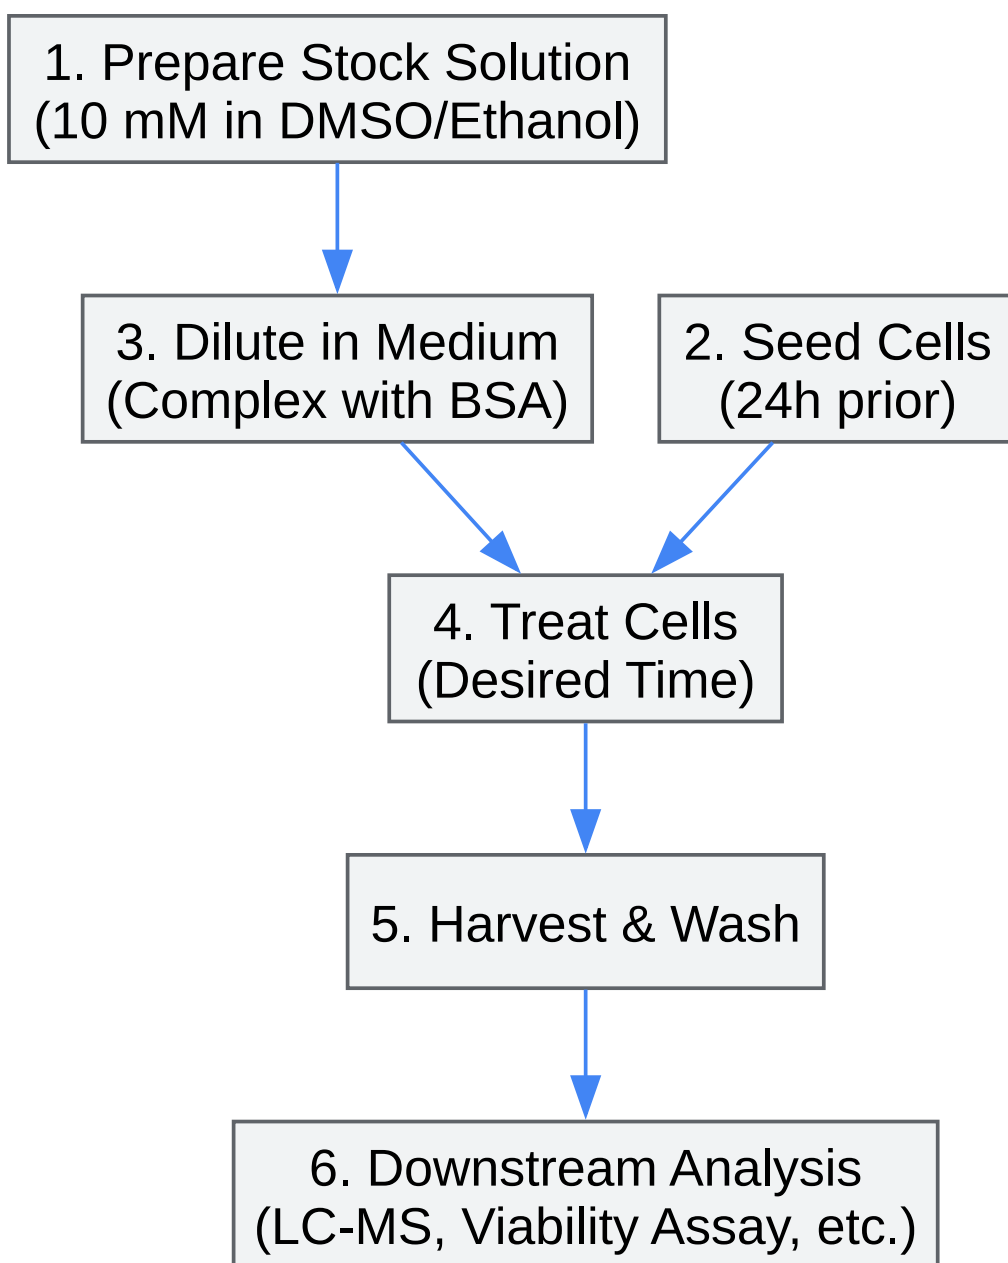 1. Prepare Stock Solution
(10 mM in DMSO/Ethanol)
3. Dilute in Medium
(Complex with BSA)
2. Seed Cells
(24h prior)
4. Treat Cells
(Desired Time)
5. Harvest & Wash
6. Downstream Analysis
(LC-MS, Viability Assay, etc.)